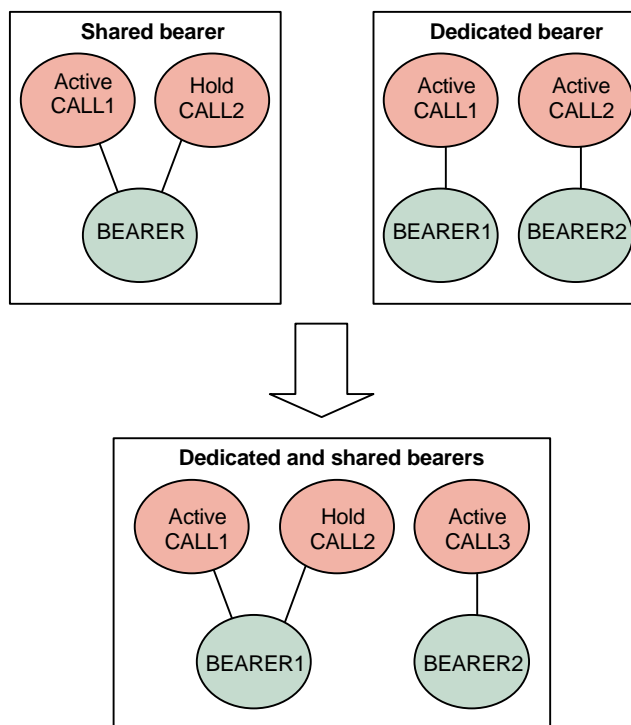 Shared bearer
Active
CALL1
Hold
CALL2
BEARER
Dedicated bearer
Active
CALL1
Active
CALL2
BEARER1
BEARER2
Dedicated and shared bearers
Active
CALL1
Hold
CALL2
Active
CALL3
BEARER1
BEARER2